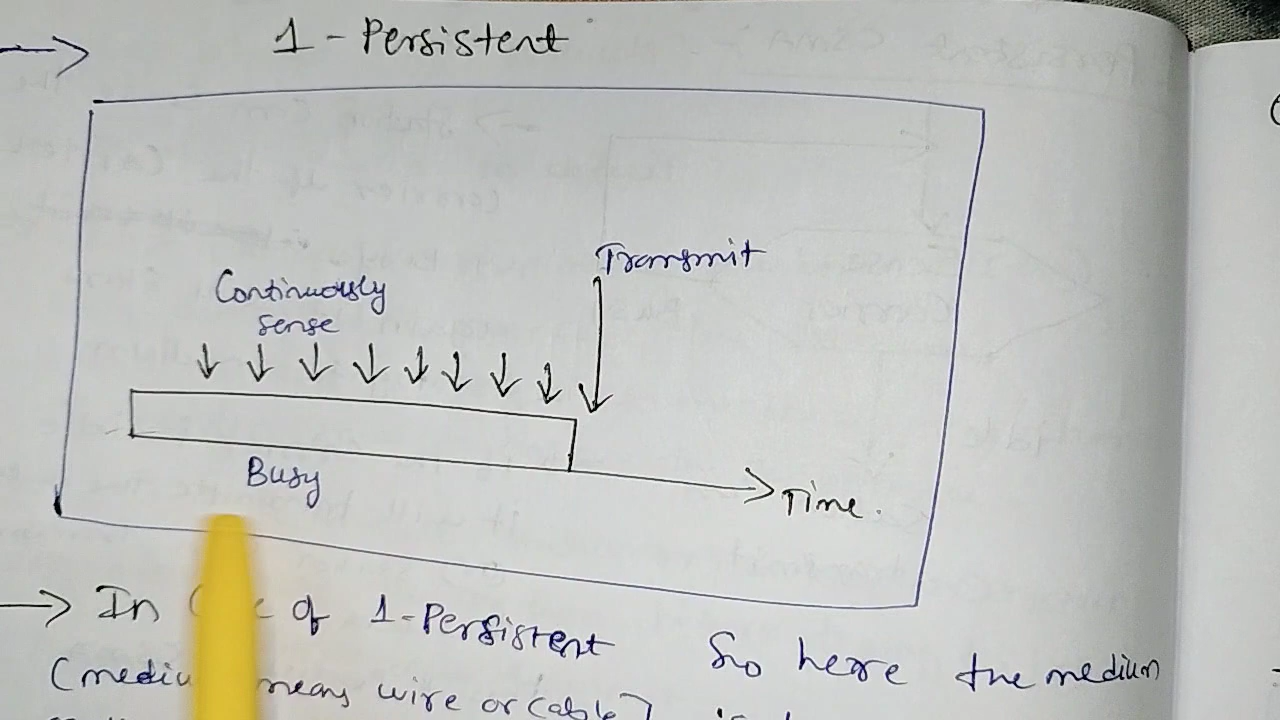 1 - Persistent
Transmit
Continuously
sense
Busy
Time.
In of 1-Persistent So here the medium
means wire or cable)